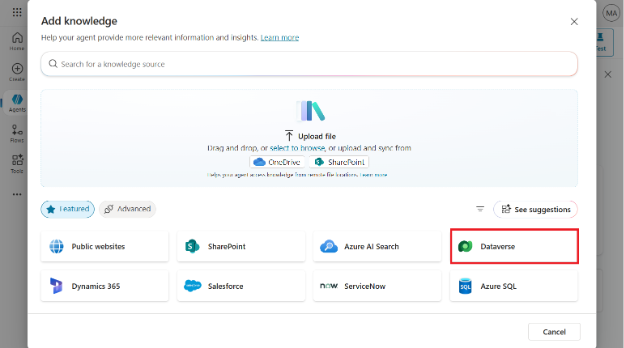 Add knowledge
MA
Help your agent provide more relevant information and insights. Learn more
Home
Search for a knowledge source
Create
Agents
Upload file
Drag and drop, or select to browse, or upload and sync from
Flows
OneDrive SharePoint
Tools
Helps your agent access knowledge from remote file locations. Learn more
Featured Advanced See suggestions
Public websites SharePoint Azure AI Search Dataverse
Dynamics 365 Salesforce now ServiceNow SQL Azure SQL
Cancel